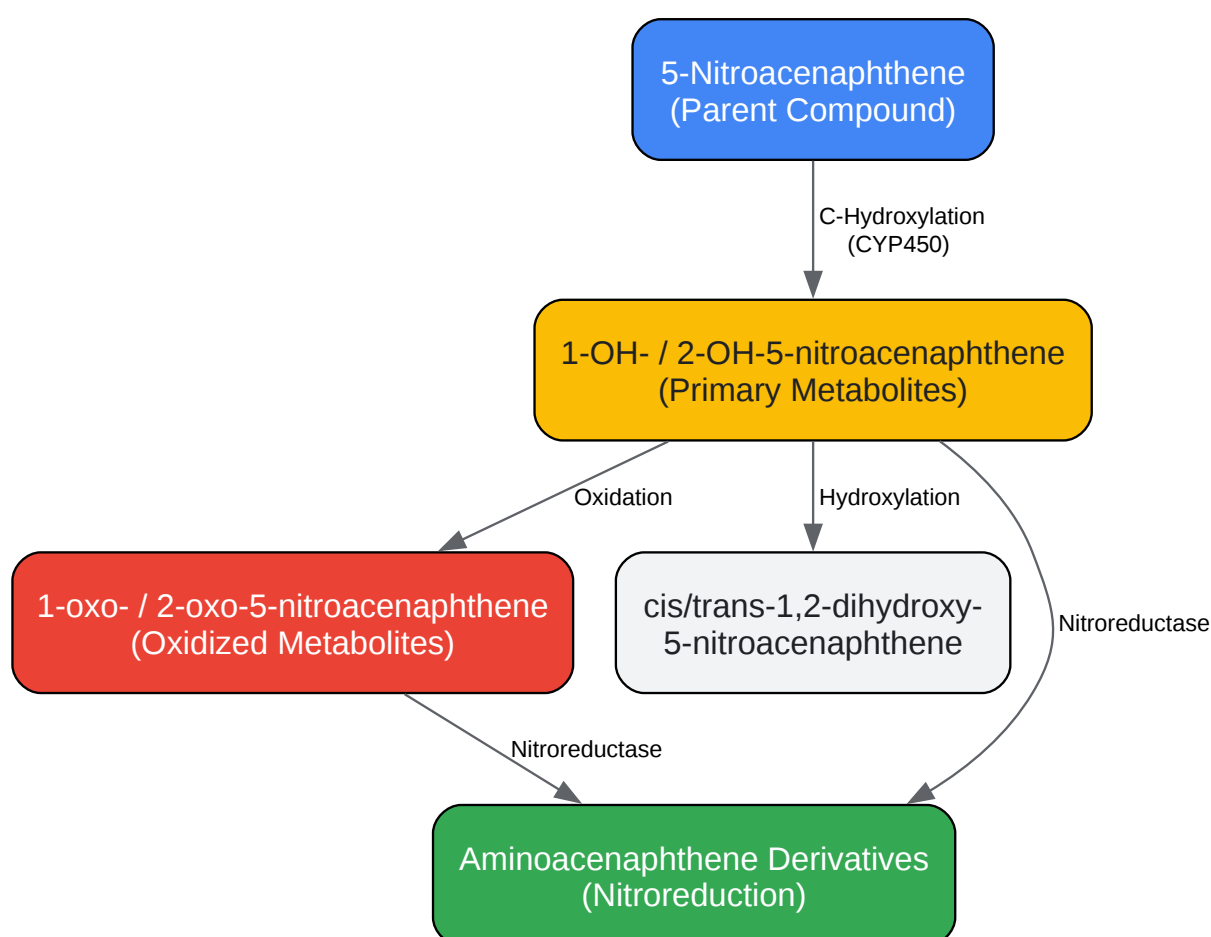 5-Nitroacenaphthene
(Parent Compound)
C-Hydroxylation
(CYP450)
1-OH- / 2-OH-5-nitroacenaphthene
(Primary Metabolites)
Oxidation
Hydroxylation
1-oxo- / 2-oxo-5-nitroacenaphthene
(Oxidized Metabolites)
cis/trans-1,2-dihydroxy-
5-nitroacenaphthene
Nitroreductase
Nitroreductase
Aminoacenaphthene Derivatives
(Nitroreduction)